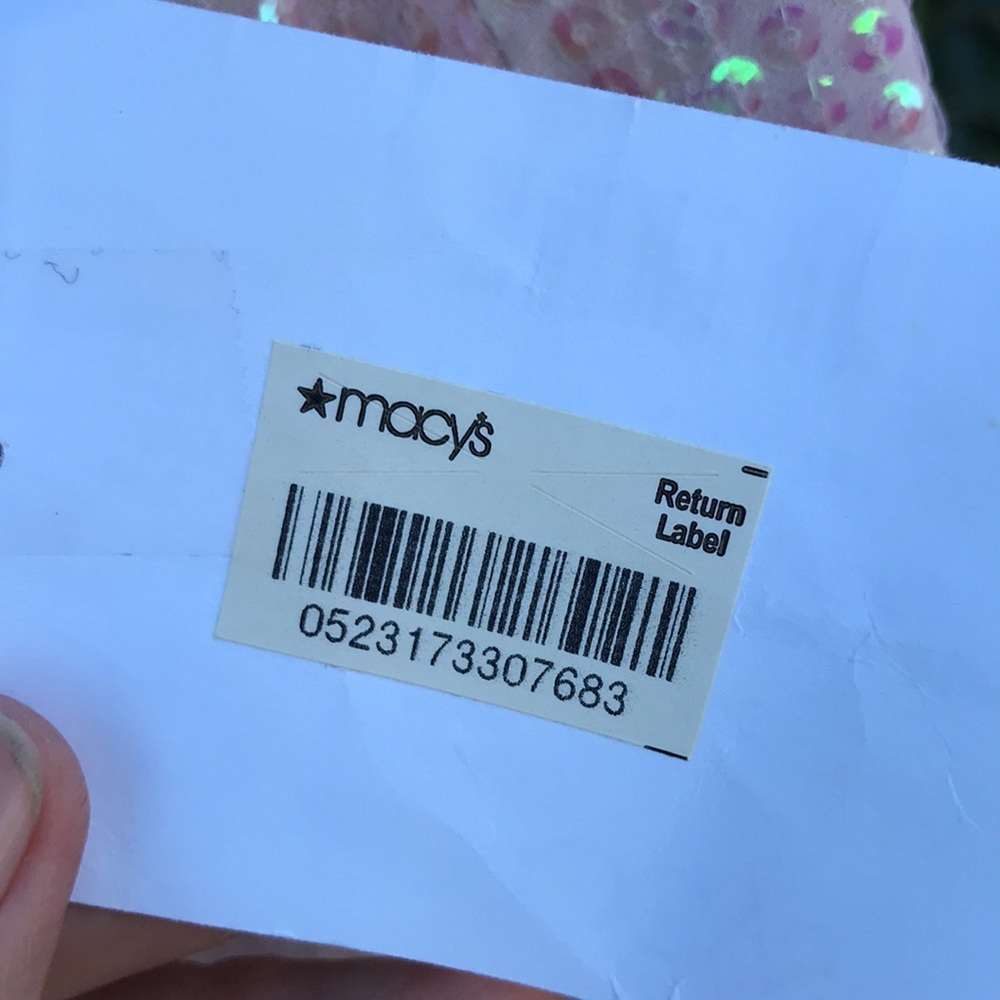 ★macy's
Return
Label
0523173307683